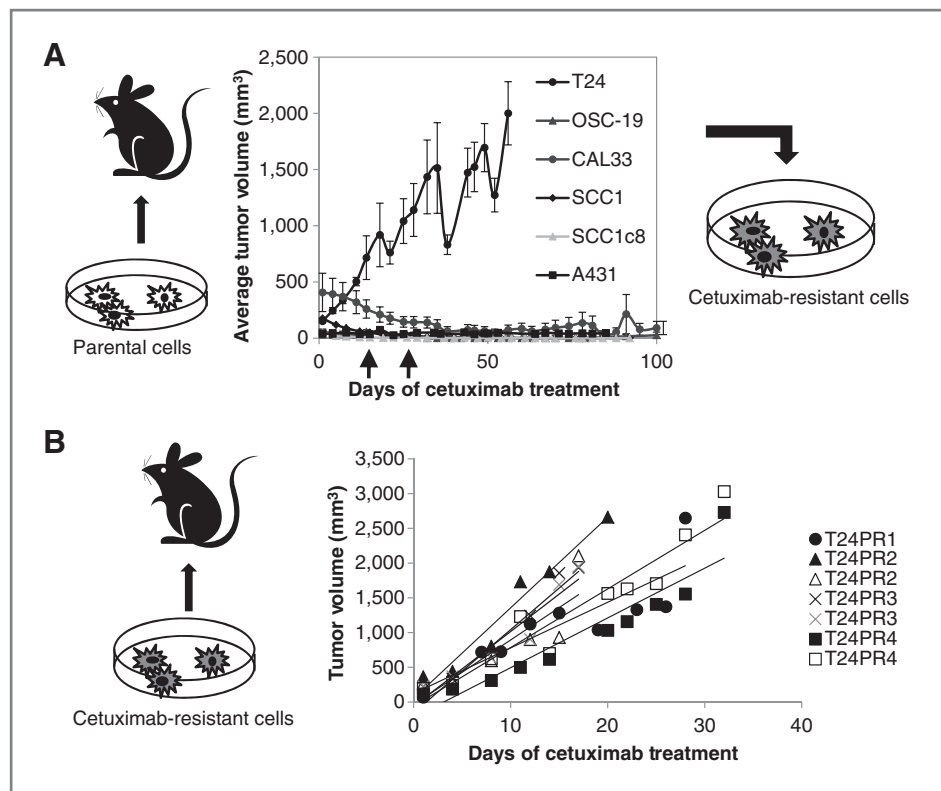 A
Parental cells
Average tumor volume (mm³)
2,500
2,000
1,500
1,000
500
0
0
50
100
Days of cetuximab treatment
T24
OSC-19
CAL33
SCC1
SCC1c8
A431
Cetuximab-resistant cells
B
Cetuximab-resistant cells
Tumor volume (mm³)
3,500
3,000
2,500
2,000
1,500
1,000
500
0
0
10
20
30
40
Days of cetuximab treatment
T24PR1
T24PR2
T24PR2
T24PR3
T24PR3
T24PR4
T24PR4